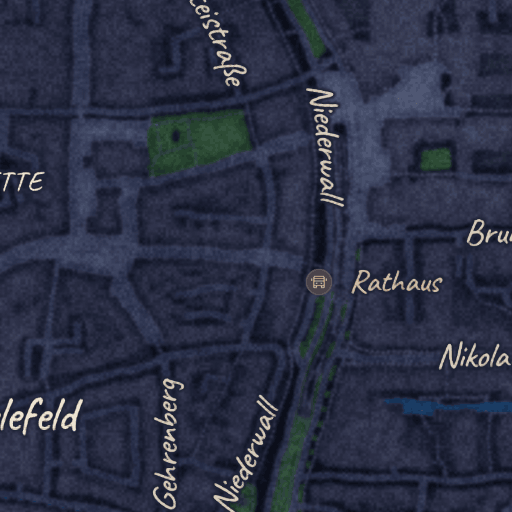 eistraße
Niederwall
TTE
Bru
Rathaus
Nikola
lefeld
Gehrenberg
Niederwall